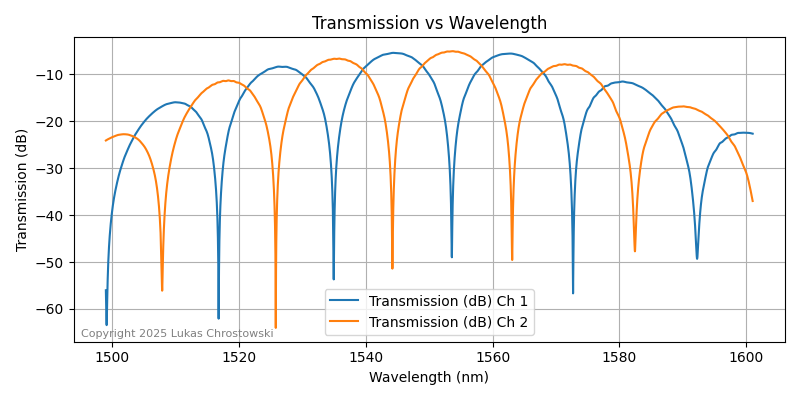 Transmission vs Wavelength
Transmission (dB)
−10
−20
−30
−40
−50
−60
Transmission (dB) Ch 1
Transmission (dB) Ch 2
Copyright 2025 Lukas Chrostowski
1500
1520
1540
1560
1580
1600
Wavelength (nm)